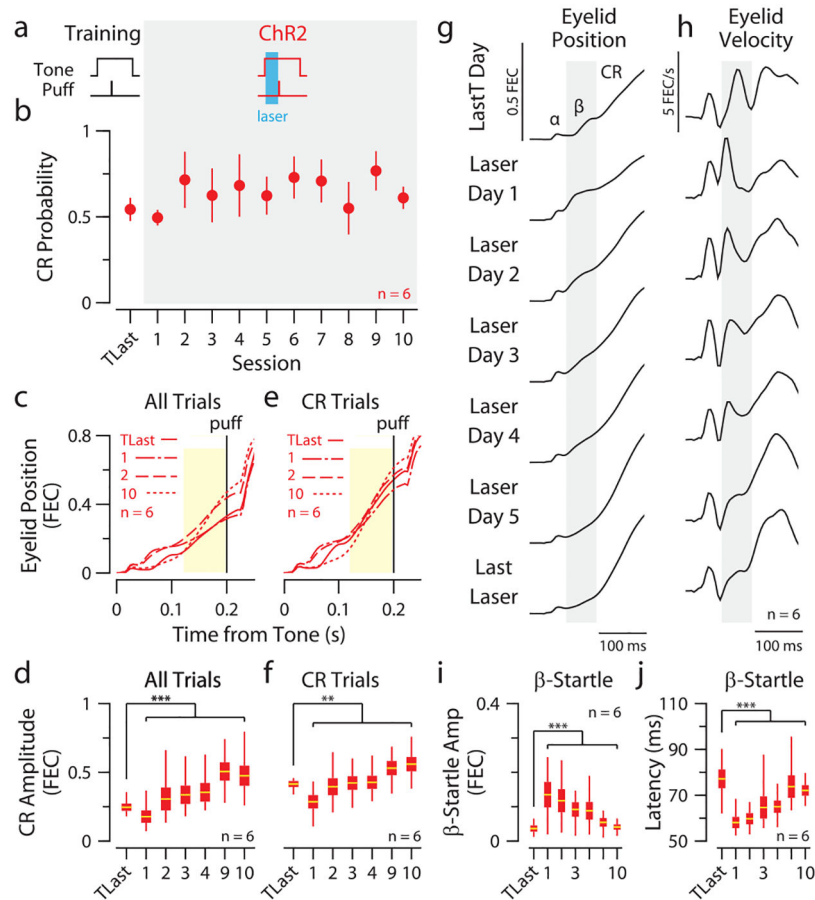 a
Training
ChR2
Tone
Puff
laser
b
CR Probability
1
0.5
0
n = 6
TLast 1 2 3 4 5 6 7 8 9 10
Session
c
All Trials
e
CR Trials
puff
puff
Eyelid Position
(FEC)
0.8
0.4
0
TLast
1
2
10
n = 6
TLast
1
2
10
n = 6
0 0.1 0.2
0 0.1 0.2
Time from Tone (s)
d
All Trials
f
CR Trials
CR Amplitude
(FEC)
1
0.5
0
***
**
n = 6
n = 6
TLast 1 2 3 4 9 10
TLast 1 2 3 4 9 10
g
Eyelid
Position
h
Eyelid
Velocity
LastT Day
0.5 FEC
5 FEC/s
α
β
CR
Laser
Day 1
Laser
Day 2
Laser
Day 3
Laser
Day 4
Laser
Day 5
Last
Laser
n = 6
100 ms
100 ms
i
β-Startle
j
β-Startle
β-Startle Amp
(FEC)
0.4
0.2
0
***
n = 6
TLast 1 3 10
Latency (ms)
110
90
70
50
***
n = 6
TLast 1 3 10